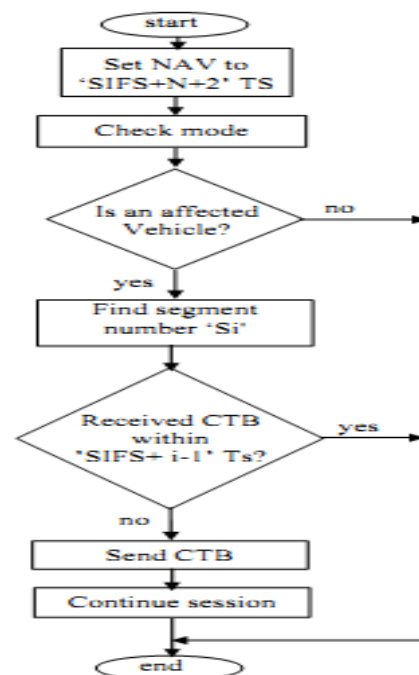 start
Set NAV to
‘SIFS+N+2’ TS
Check mode
Is an affected
Vehicle?
no
yes
Find segment
number ‘Si’
Received CTB
within
‘SIFS+ i-1’ Ts?
yes
no
Send CTB
Continue session
end